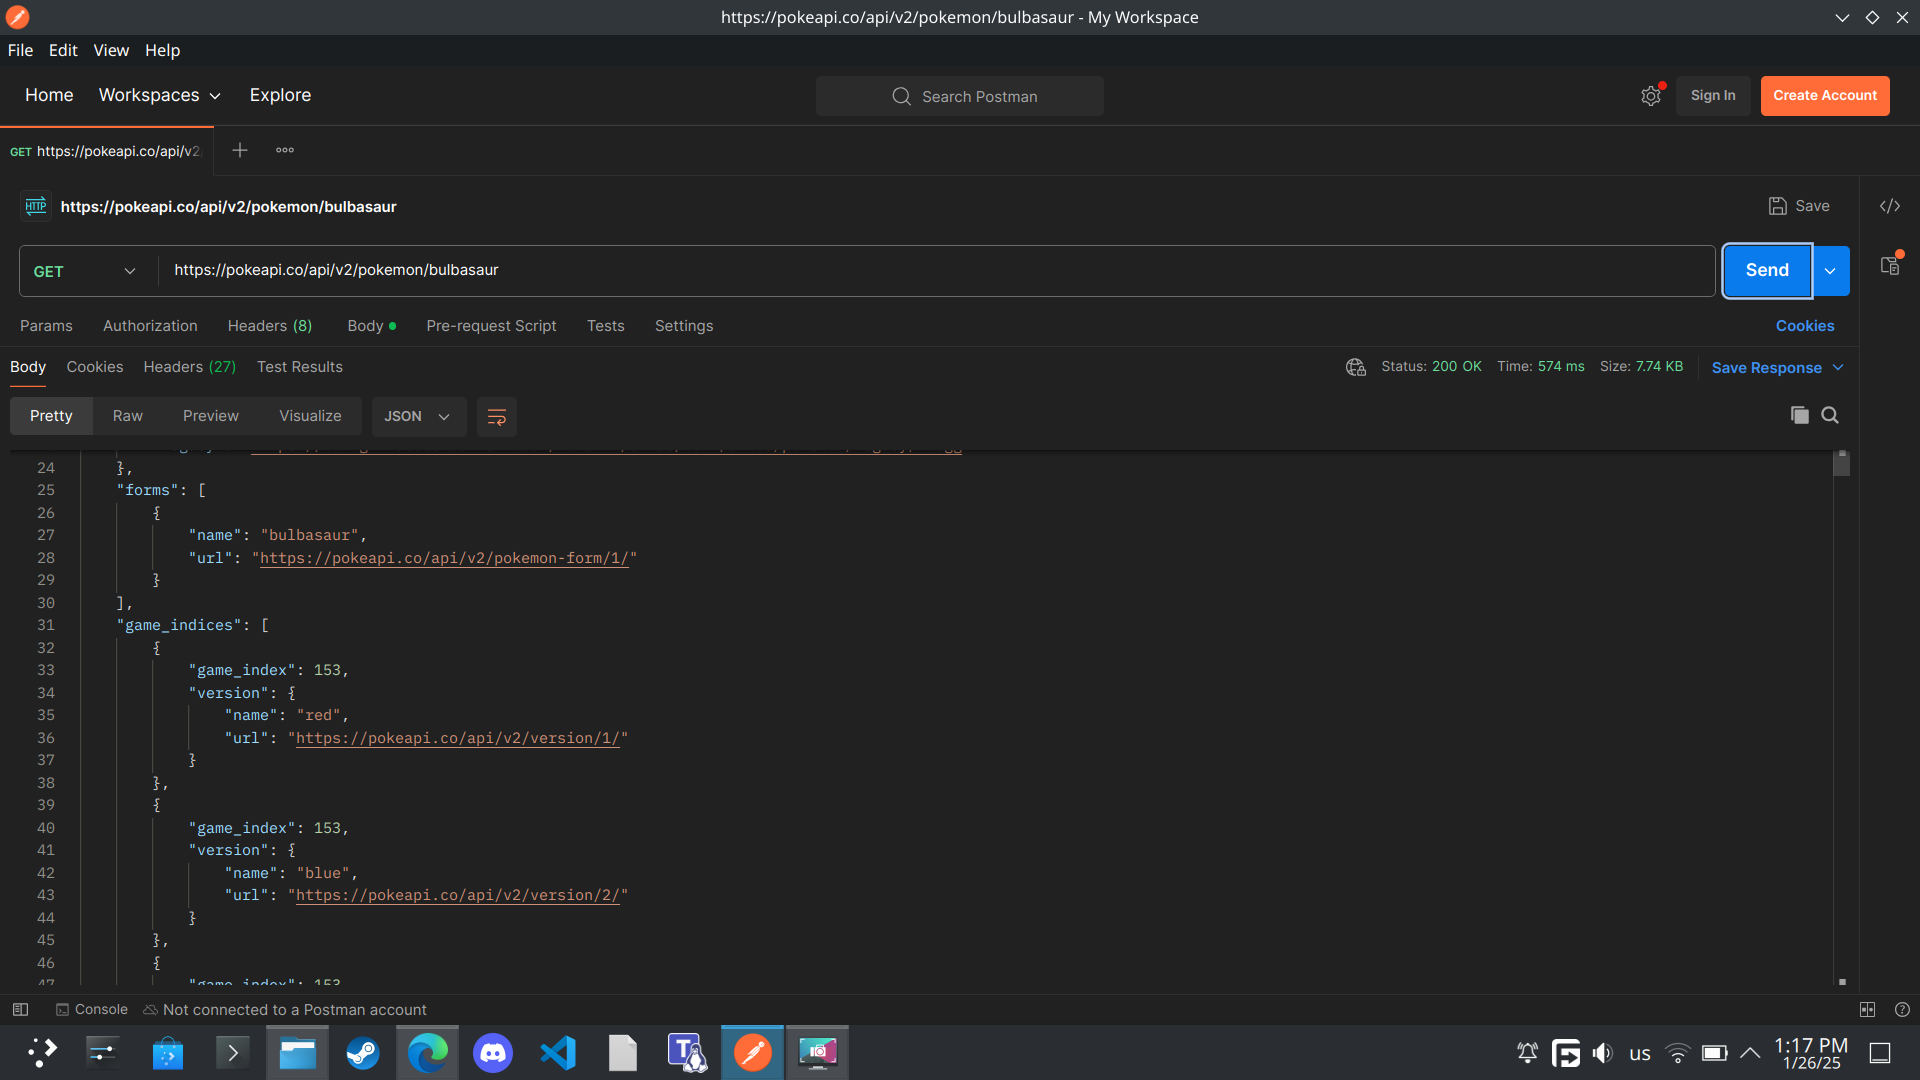 https://pokeapi.co/api/v2/pokemon/bulbasaur - My Workspace
File Edit View Help
Home Workspaces Explore
Search Postman
Sign In
Create Account
GET https://pokeapi.co/api/v2
HTTP https://pokeapi.co/api/v2/pokemon/bulbasaur
Save
GET https://pokeapi.co/api/v2/pokemon/bulbasaur
Send
Params Authorization Headers (8) Body Pre-request Script Tests Settings
Cookies
Body Cookies Headers (27) Test Results
Status: 200 OK Time: 574 ms Size: 7.74 KB Save Response
Pretty Raw Preview Visualize JSON
24 },
25 "forms": [
26 {
27 "name": "bulbasaur",
28 "url": "https://pokeapi.co/api/v2/pokemon-form/1/"
29 }
30 ],
31 "game_indices": [
32 {
33 "game_index": 153,
34 "version": {
35 "name": "red",
36 "url": "https://pokeapi.co/api/v2/version/1/"
37 }
38 },
39 {
40 "game_index": 153,
41 "version": {
42 "name": "blue",
43 "url": "https://pokeapi.co/api/v2/version/2/"
44 }
45 },
46 {
47 "game_index": 153
Console Not connected to a Postman account
us
1:17 PM
1/26/25